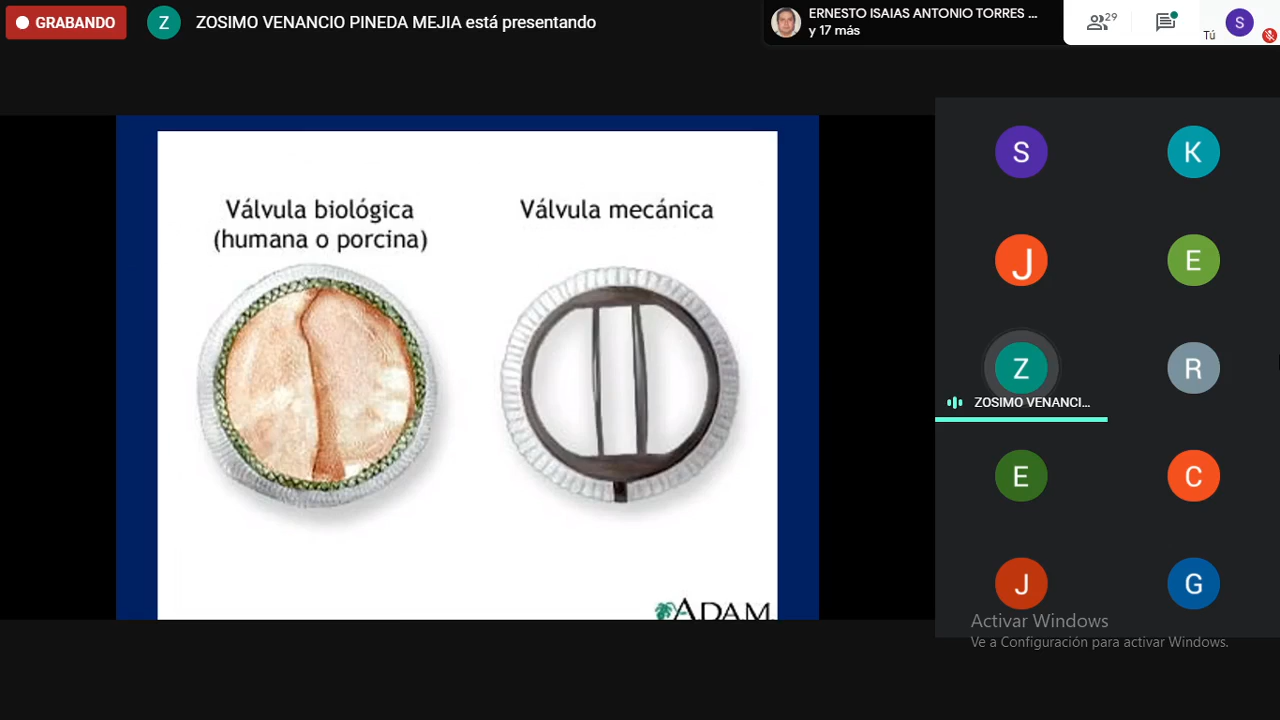 GRABANDO
Z
ZOSIMO VENANCIO PINEDA MEJIA está presentando
ERNESTO ISAIAS ANTONIO TORRES ...
y 17 más
29
Tú
S
Válvula biológica
(humana o porcina)
Válvula mecánica
ADAM
S
K
J
E
Z
ZOSIMO VENANCI...
R
E
C
J
G
Activar Windows
Ve a Configuración para activar Windows.